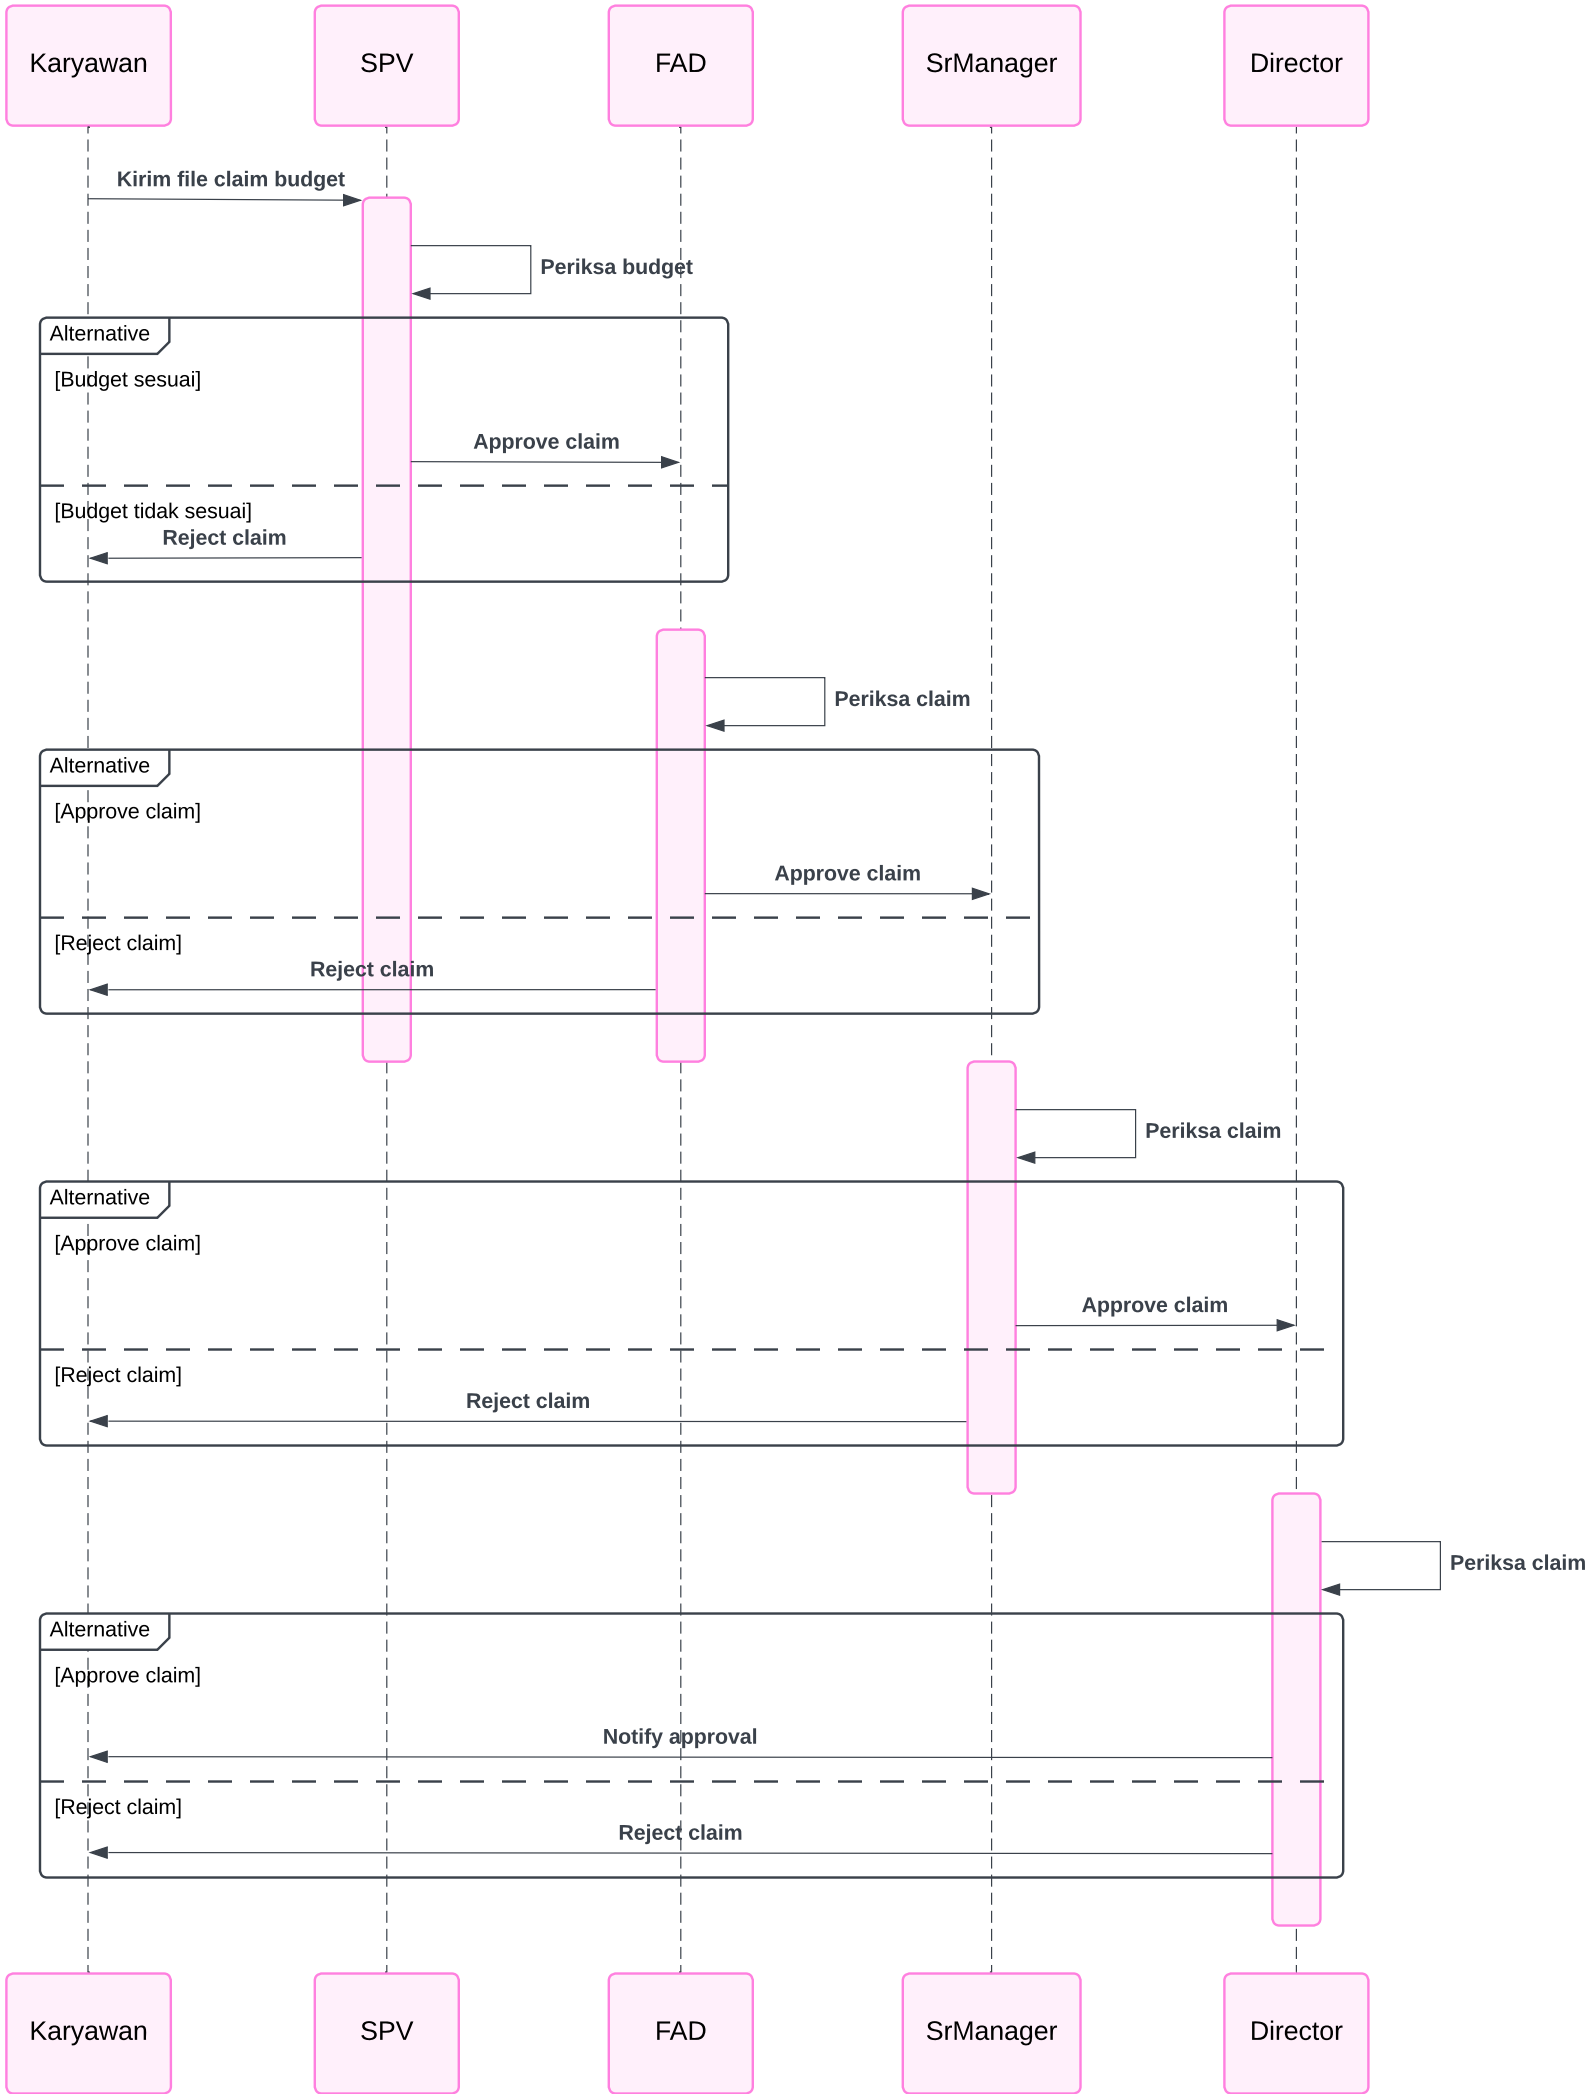 Karyawan
SPV
FAD
SrManager
Director
Kirim file claim budget
Periksa budget
Alternative
[Budget sesuai]
Approve claim
[Budget tidak sesuai]
Reject claim
Periksa claim
Alternative
[Approve claim]
Approve claim
[Reject claim]
Reject claim
Periksa claim
Alternative
[Approve claim]
Approve claim
[Reject claim]
Reject claim
Periksa claim
Alternative
[Approve claim]
Notify approval
[Reject claim]
Reject claim
Karyawan
SPV
FAD
SrManager
Director